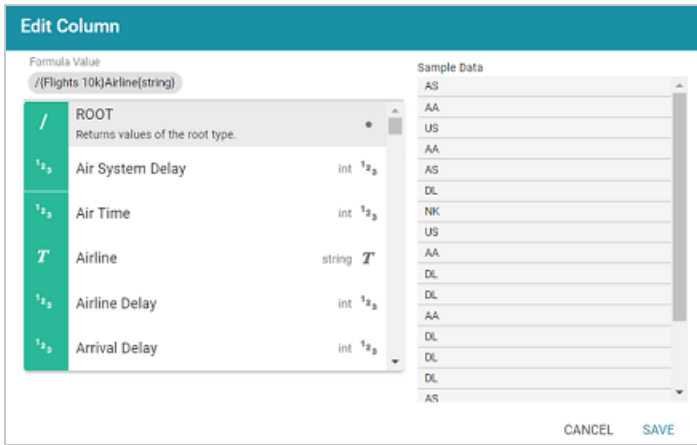 Edit Column
Formula Value
/{Flights 10k}Airline{string}
/ ROOT
Returns values of the root type.
123 Air System Delay int 123
123 Air Time int 123
T Airline string T
123 Airline Delay int 123
123 Arrival Delay int 123
Sample Data
AS
AA
US
AA
AS
DL
NK
US
AA
DL
DL
AA
DL
DL
DL
AS
CANCEL SAVE